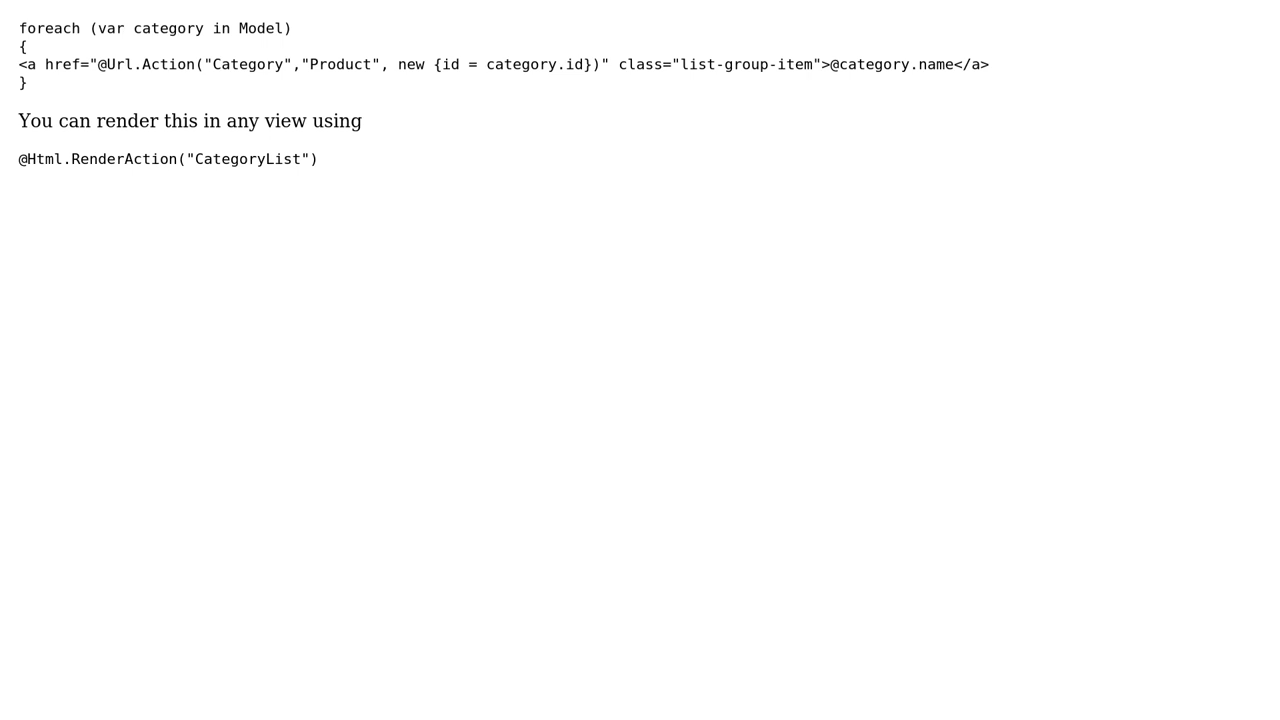 foreach (var category in Model)
{
<a href="@Url.Action("Category","Product", new {id = category.id})" class="list-group-item">@category.name</a>
}
You can render this in any view using
@Html.RenderAction("CategoryList")